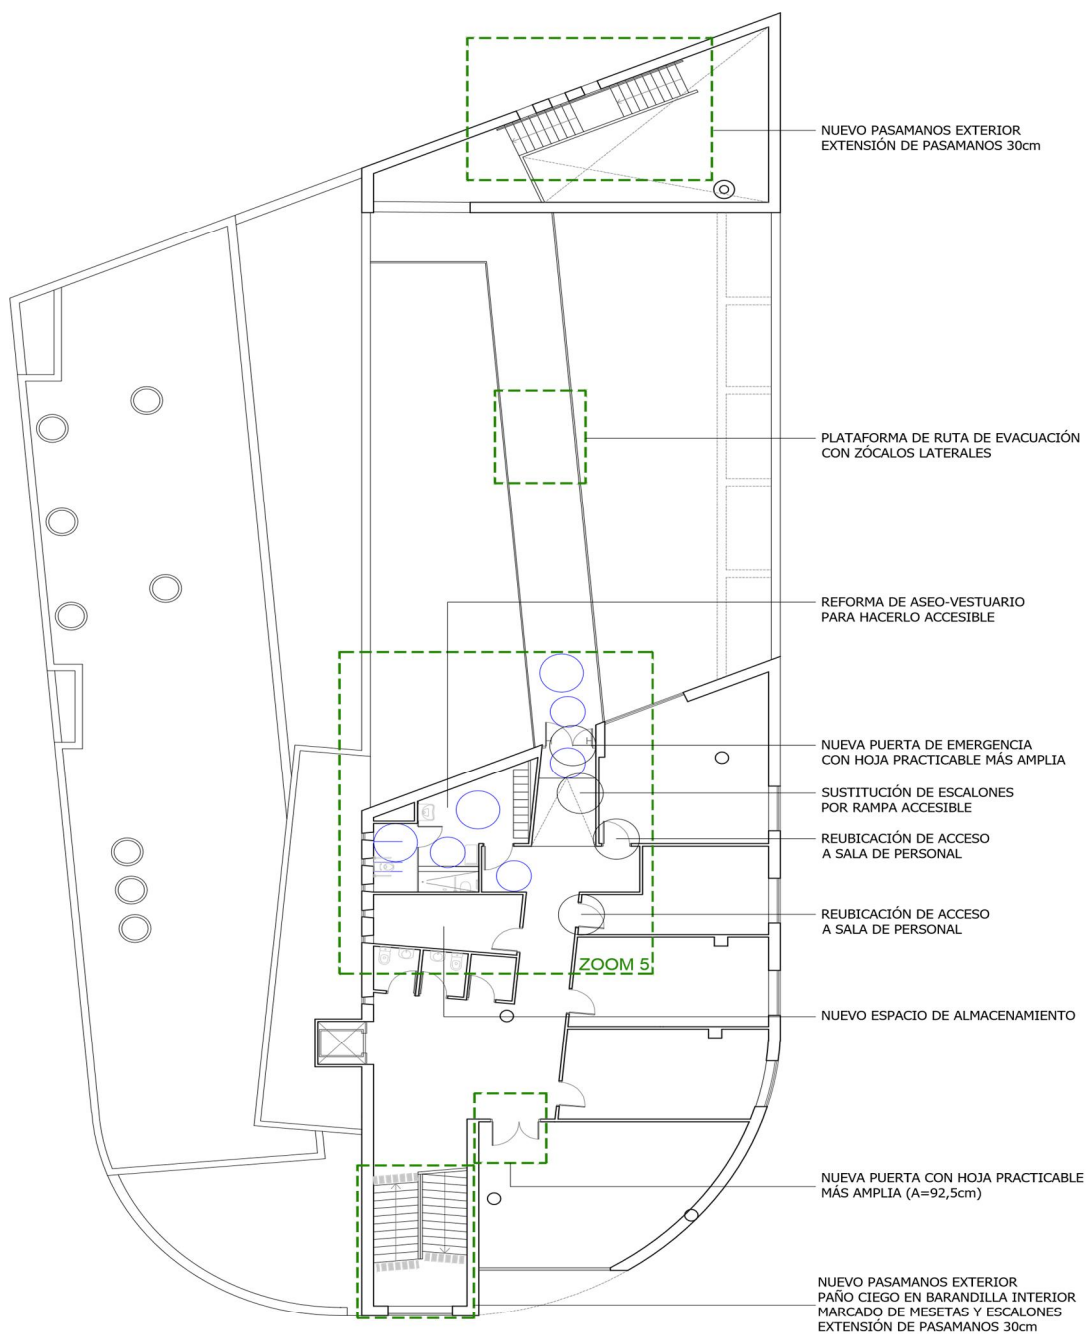 NUEVO PASAMANOS EXTERIOR
EXTENSIÓN DE PASAMANOS 30cm
PLATAFORMA DE RUTA DE EVACUACIÓN
CON ZÓCALOS LATERALES
REFORMA DE ASEO-VESTUARIO
PARA HACERLO ACCESIBLE
NUEVA PUERTA DE EMERGENCIA
CON HOJA PRACTICABLE MÁS AMPLIA
SUSTITUCIÓN DE ESCALONES
POR RAMPA ACCESIBLE
REUBICACIÓN DE ACCESO
A SALA DE PERSONAL
REUBICACIÓN DE ACCESO
A SALA DE PERSONAL
ZOOM 5
NUEVO ESPACIO DE ALMACENAMIENTO
NUEVA PUERTA CON HOJA PRACTICABLE
MÁS AMPLIA (A=92,5cm)
NUEVO PASAMANOS EXTERIOR
PAÑO CIEGO EN BARANDILLA INTERIOR
MARCADO DE MESETAS Y ESCALONES
EXTENSIÓN DE PASAMANOS 30cm